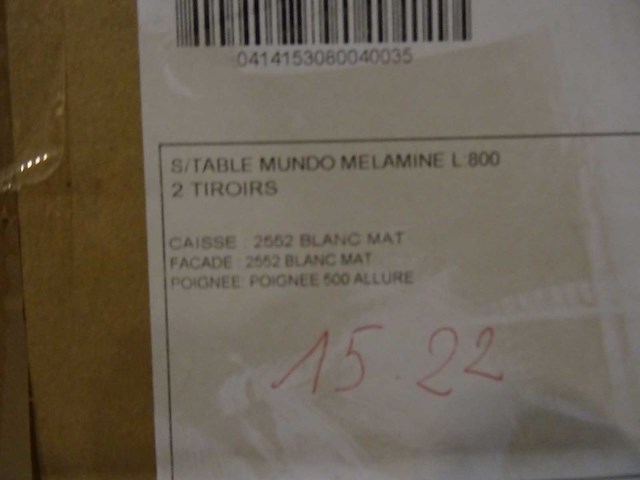 0414153080040035
S/TABLE MUNDO MELAMINE L.800
2 TIROIRS
CAISSE : 2552 BLANC MAT
FACADE : 2552 BLANC MAT
POIGNEE: POIGNEE 500 ALLURE
15.22